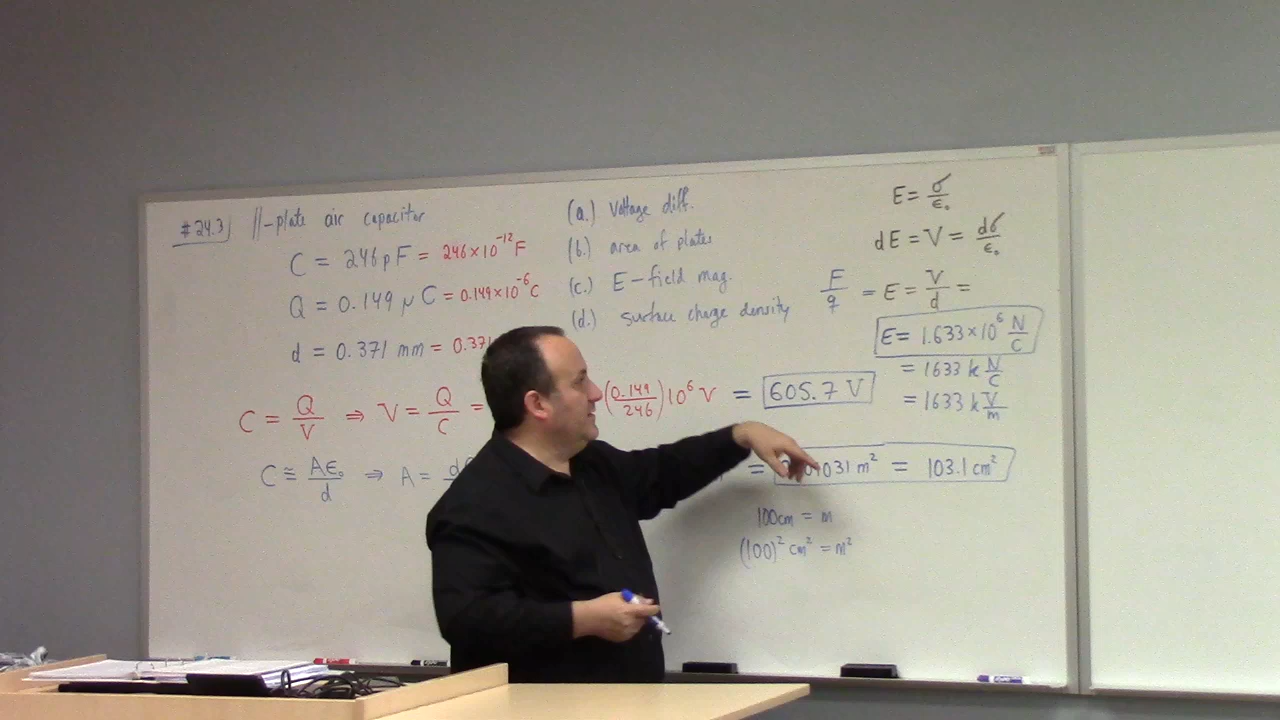 #24.3 //-plate air capacitor
C = 246 pF = 246×10⁻¹² F
Q = 0.149 μC = 0.149×10⁻⁶ C
d = 0.371 mm = 0.371
C = Q/V ⇒ V = Q/C = (0.149/246)10⁶ V = 605.7 V
C ≅ Aε₀/d ⇒ A = = 031 m² = 103.1 cm²
100cm = m
(100)² cm² = m²
(a.) Voltage diff.
(b.) area of plates
(c.) E-field mag.
(d.) surface charge density
E = σ/ε₀
dE = V = dσ/ε₀
F/q = E = V/d =
E = 1.633×10⁶ N/C
= 1633 k N/C
= 1633 k V/m